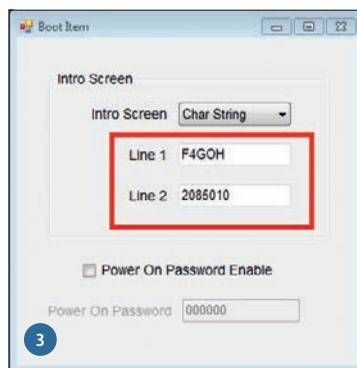 Boot Item
Intro Screen
Intro Screen Char String
Line 1 F4GOH
Line 2 2085010
Power On Password Enable
Power On Password 000000
3